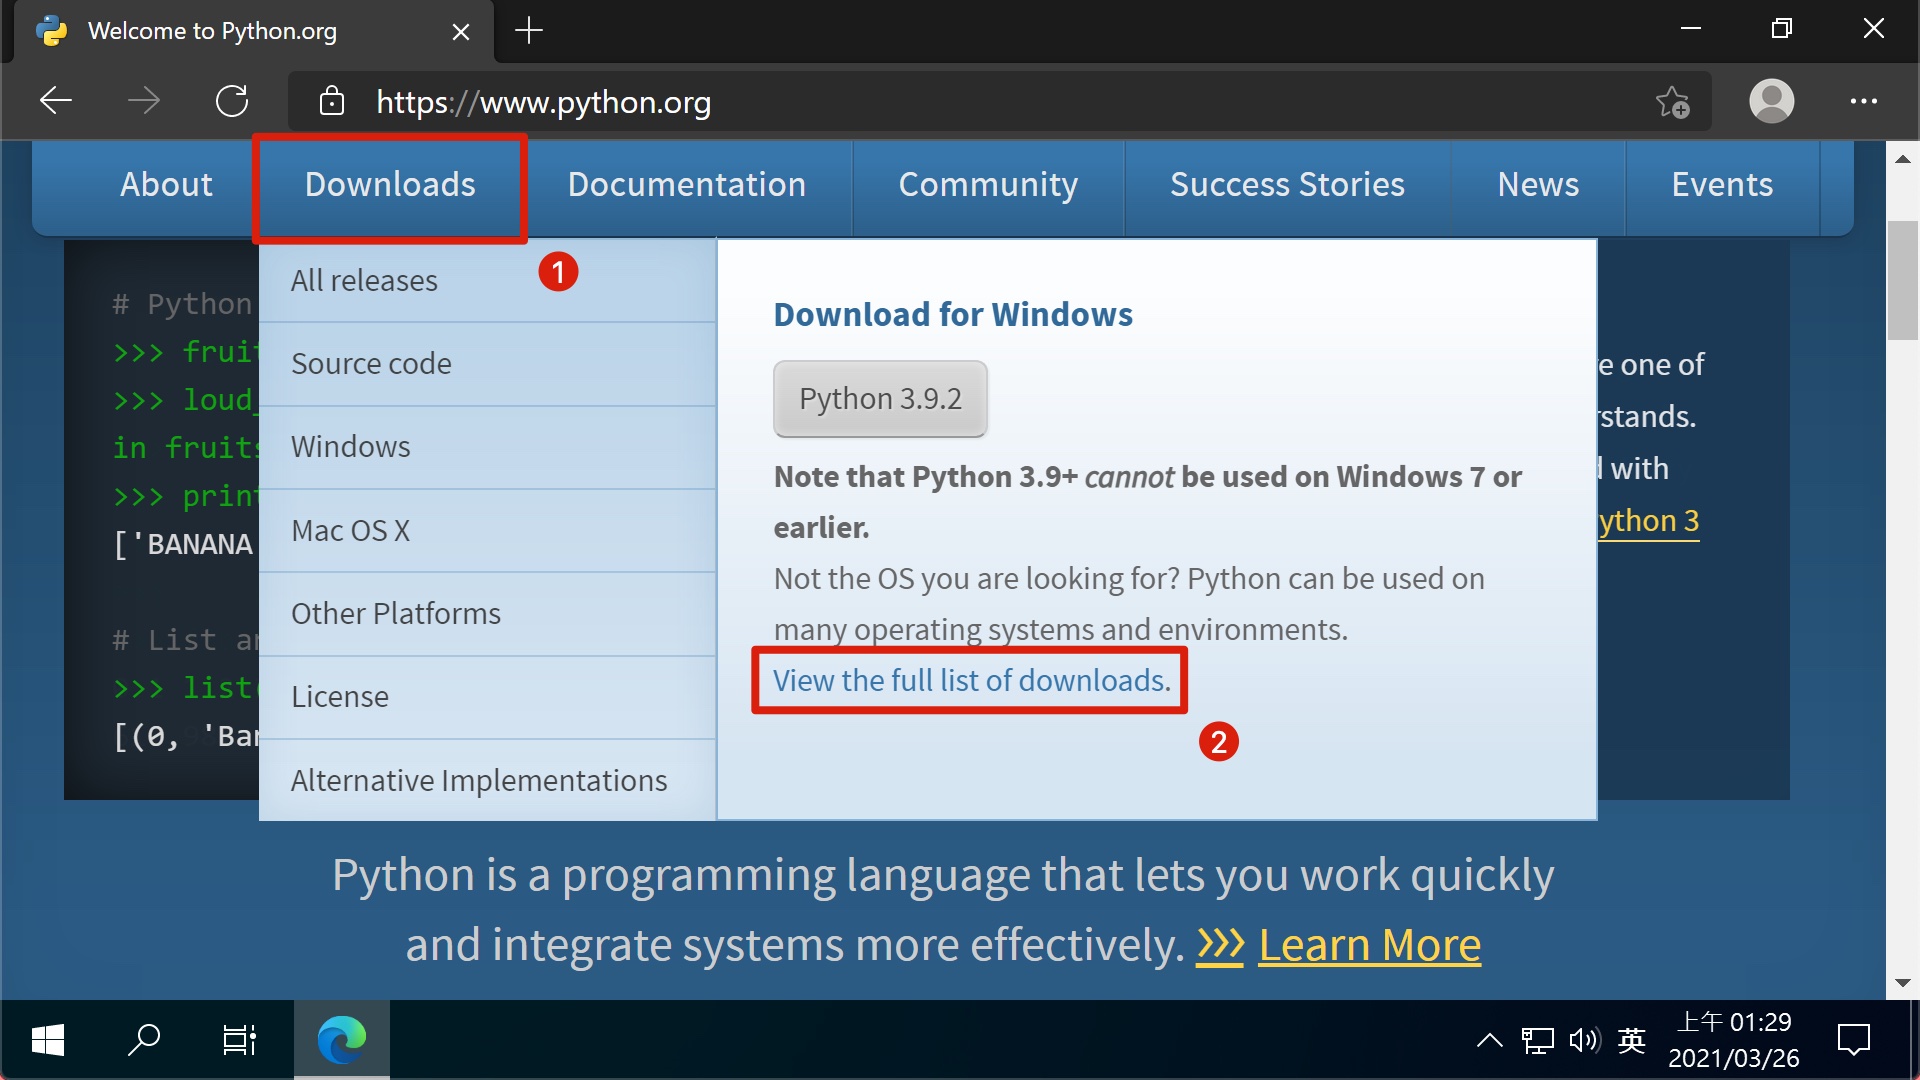 Welcome to Python.org
https://www.python.org
About
Downloads
Documentation
Community
Success Stories
News
Events
1
All releases
Source code
Windows
Mac OS X
Other Platforms
License
Alternative Implementations
Download for Windows
Python 3.9.2
Note that Python 3.9+ cannot be used on Windows 7 or
earlier.
Not the OS you are looking for? Python can be used on
many operating systems and environments.
View the full list of downloads.
2
# Python
>>> fruit
>>> loud_
in fruits
>>> print
['BANANA
# List a
>>> list(
[(0, 'Ba
e one of
stands.
with
ython 3
Python is a programming language that lets you work quickly
and integrate systems more effectively. >>> Learn More
英
上午 01:29
2021/03/26